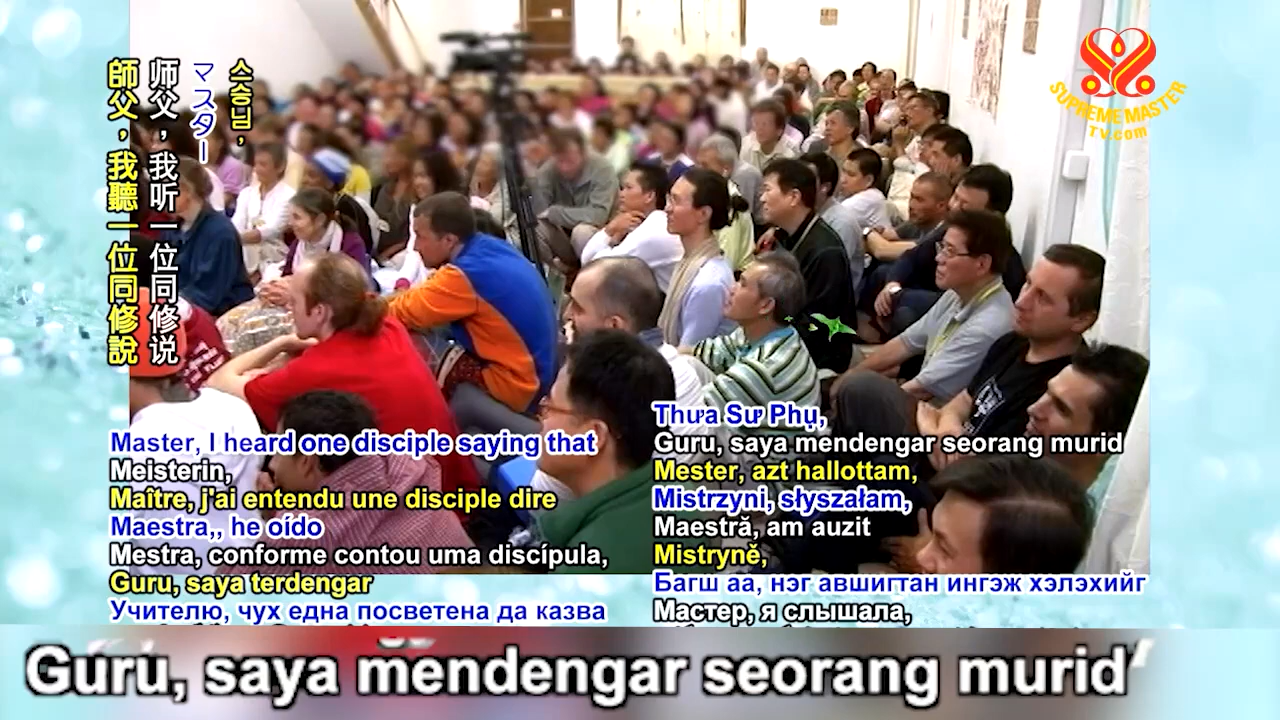 스승님,
マスター
师父，我听一位同修说
師父，我聽一位同修說
SUPREME MASTER
TV.com
Master, I heard one disciple saying that
Meisterin,
Maître, j'ai entendu une disciple dire
Maestra,, he oído
Mestra, conforme contou uma discípula,
Guru, saya terdengar
Учителю, чух една посветена да казва
Thưa Sư Phụ,
Guru, saya mendengar seorang murid
Mester, azt hallottam,
Mistrzyni, słyszałam,
Maestră, am auzit
Mistryně,
Багш аа, нэг авшигтан ингэж хэлэхийг
Мастер, я слышала,
Guru, saya mendengar seorang murid